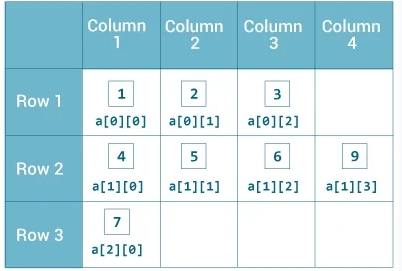 Column 1 Column 2 Column 3 Column 4
Row 1 1 2 3
a[0][0] a[0][1] a[0][2]
Row 2 4 5 6 9
a[1][0] a[1][1] a[1][2] a[1][3]
Row 3 7
a[2][0]